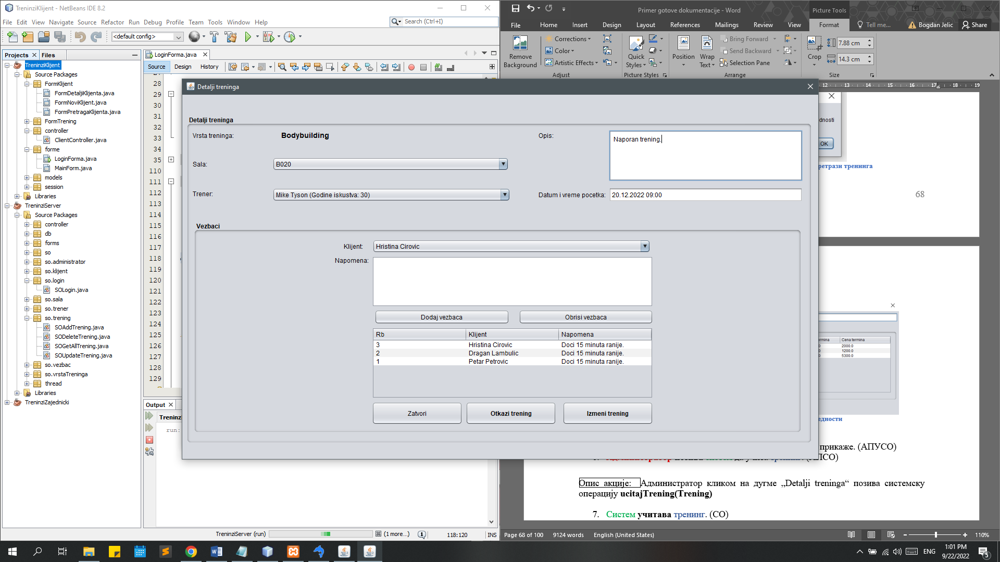 TreninziKlijent - NetBeans IDE 8.2
File Edit View Navigate Source Refactor Run Debug Profile Team Tools Window Help
Search (Ctrl+I)
<default config>
Projects Files
TreninziKlijent
Source Packages
FormKlijent
FormDetaljiKlijenta.java
FormNoviKlijent.java
FormPretragaKlijenta.java
FormTrening
controller
ClientController.java
forme
LoginForma.java
MainForm.java
models
session
Libraries
TreninziServer
Source Packages
controller
db
forms
so
so.administrator
so.klijent
so.login
SOLogin.java
so.sala
so.trener
so.trening
SOAddTrening.java
SODeleteTrening.java
SOGetAllTrening.java
SOUpdateTrening.java
so.vezbac
so.vrstaTreninga
thread
Libraries
TreninziZajednicki
LoginForma.java
Source Design History
28
29
30
31
32
33
34
35
110
111
112
113
114
115
116
117
118
119
120
121
122
123
124
125
126
127
128
129
Output
Treninzi
run:
TreninziServer (run)
(1 more...)
1
118:120
INS
Detalji treninga
Detalji treninga
Vrsta treninga: Bodybuilding
Opis: Naporan trening.
Sala: B020
Trener: Mike Tyson (Godine iskustva: 30)
Datum i vreme pocetka: 20.12.2022 09:00
Vezbaci
Klijent: Hristina Cirovic
Napomena:
Dodaj vezbaca Obrisi vezbaca
Rb Klijent Napomena
3 Hristina Cirovic Doci 15 minuta ranije.
2 Dragan Lambulic Doci 15 minuta ranije.
1 Petar Petrovic Doci 15 minuta ranije.
Zatvori Otkazi trening Izmeni trening
Primer gotove dokumentacije - Word
Picture Tools
File Home Insert Design Layout References Mailings Review View Format Tell me... Bogdan Jelic Share
Remove Background
Corrections
Color
Artistic Effects
Adjust
Quick Styles
Picture Styles
Position
Wrap Text
Bring Forward
Send Backward
Selection Pane
Arrange
Crop
7.88 cm
14.3 cm
Size
12 13 14 15 16 17 18 19
dnosti
OK
ретрази тренинга
68
ermina Cena termina
0 2000.0
0 1200.0
0 5300.0
едности
прикаже. (АПУСО)
Опис акције: Администратор кликом на дугме „Detalji treninga“ позива системску
операцију ucitajTrening(Trening)
7. Систем учитава тренинг. (СО)
Page 68 of 100 9124 words English (United States)
110%
ENG
1:01 PM
9/22/2022
5